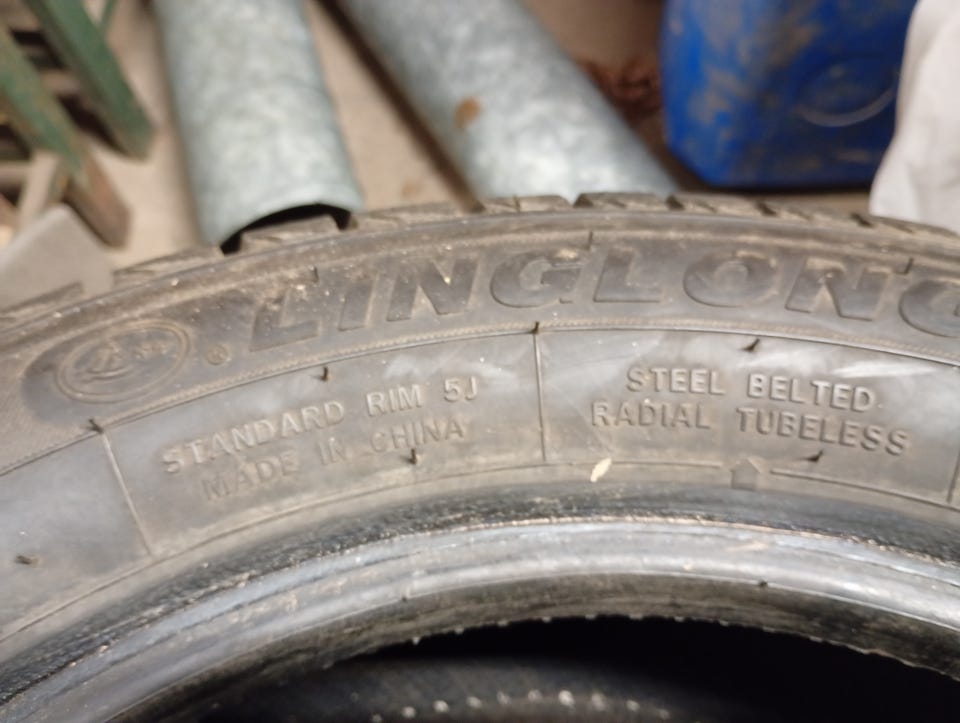 ® LINGLONG
STANDARD RIM 5J
MADE IN CHINA
STEEL BELTED
RADIAL TUBELESS